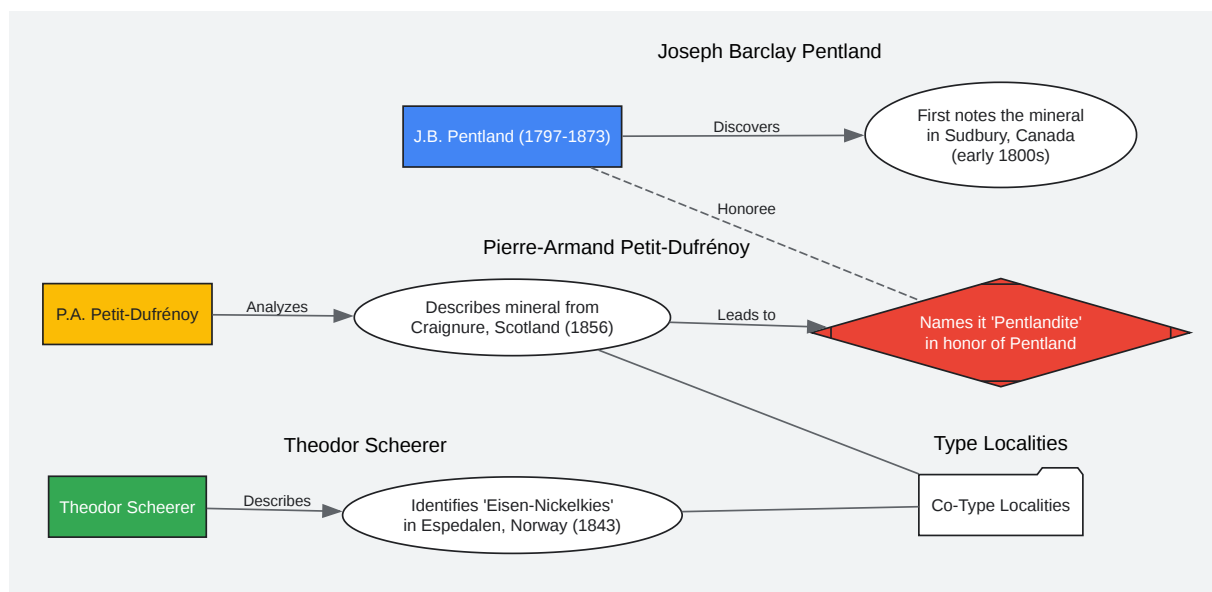 Joseph Barclay Pentland
J.B. Pentland (1797-1873)
Discovers
First notes the mineral
in Sudbury, Canada
(early 1800s)
Honoree
Pierre-Armand Petit-Dufrénoy
P.A. Petit-Dufrénoy
Analyzes
Describes mineral from
Craignure, Scotland (1856)
Leads to
Names it 'Pentlandite'
in honor of Pentland
Theodor Scheerer
Type Localities
Theodor Scheerer
Describes
Identifies 'Eisen-Nickelkies'
in Espedalen, Norway (1843)
Co-Type Localities